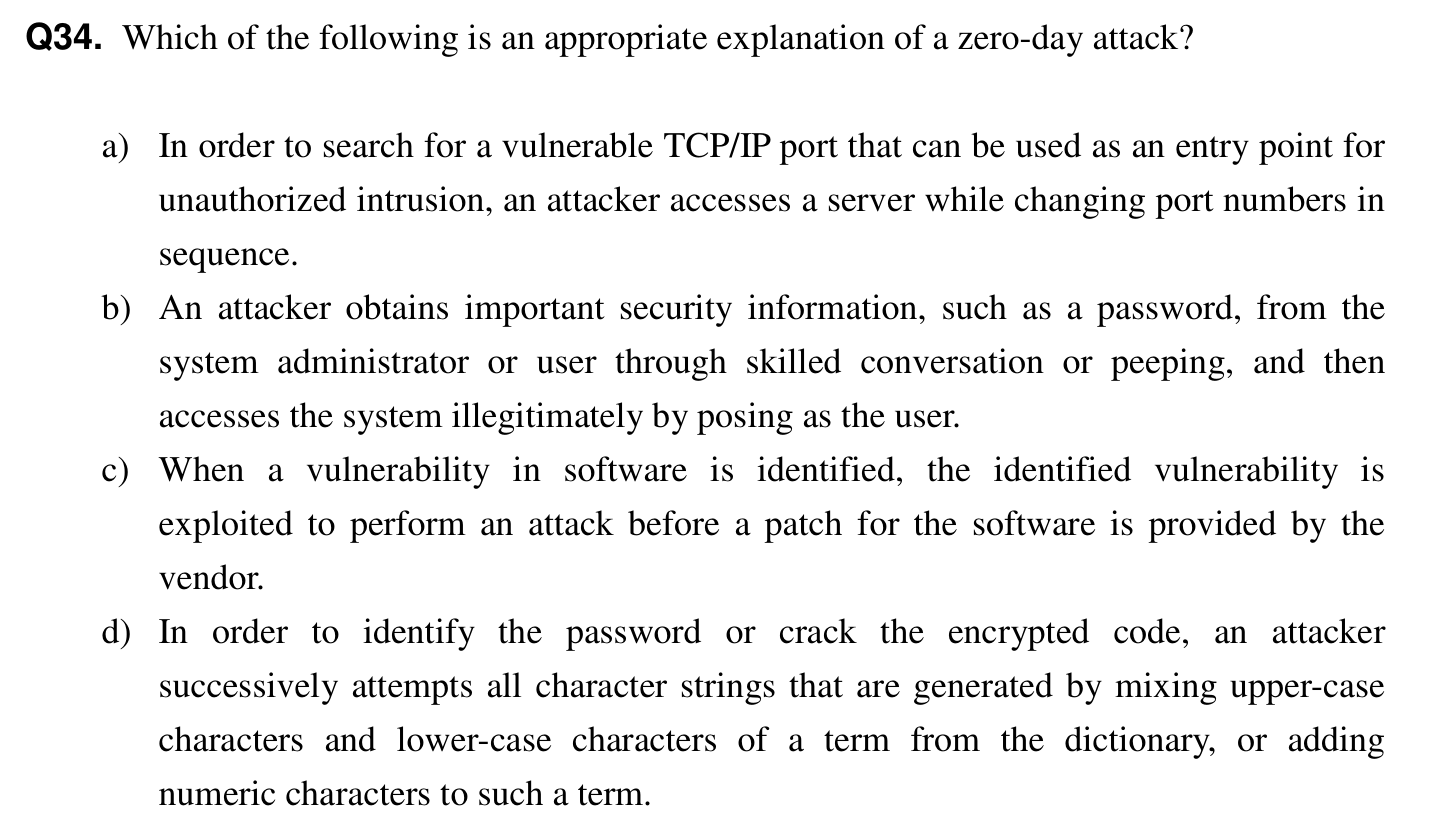 Q34. Which of the following is an appropriate explanation of a zero-day attack?
a) In order to search for a vulnerable TCP/IP port that can be used as an entry point for
unauthorized intrusion, an attacker accesses a server while changing port numbers in
sequence.
b) An attacker obtains important security information, such as a password, from the
system administrator or user through skilled conversation or peeping, and then
accesses the system illegitimately by posing as the user.
c) When a vulnerability in software is identified, the identified vulnerability is
exploited to perform an attack before a patch for the software is provided by the
vendor.
d) In order to identify the password or crack the encrypted code, an attacker
successively attempts all character strings that are generated by mixing upper-case
characters and lower-case characters of a term from the dictionary, or adding
numeric characters to such a term.